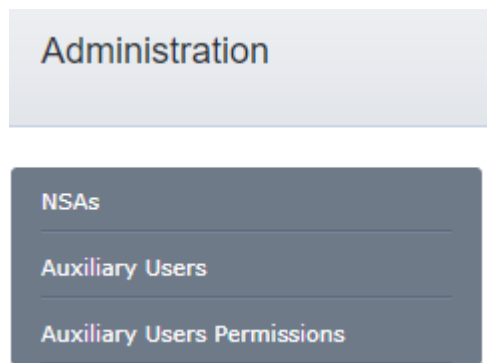 Administration
NSAs
Auxiliary Users
Auxiliary Users Permissions